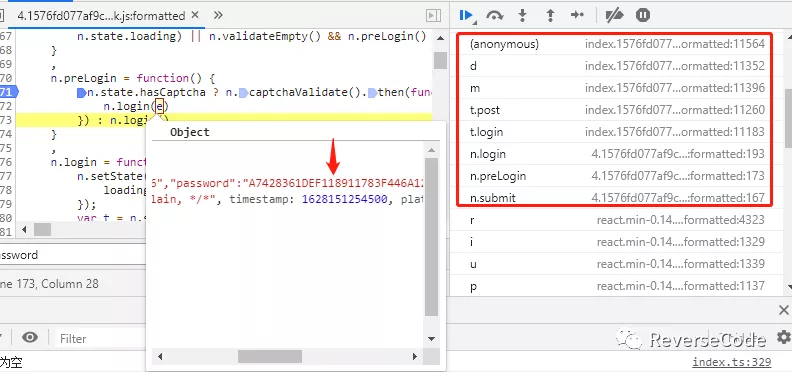 4.1576fd077af9c...k.js:formatted ×
67 n.state.loading) || n.validateEmpty() && n.preLogin()
68 }
69 ,
70 n.preLogin = function() {
71 n.state.hasCaptcha ? n. captchaValidate(). then(fun
72 n.login(e)
73 }) : n.log
74 }
75 ,
76 n.login = funct
77 n.setState(
78 loading
79 });
80 var t = n.s
81
Object
5","password":"A7428361DEF118911783F446A12
lain, */*", timestamp: 1628151254500, plat
assword
ine 173, Column 28
Filter
为空
(anonymous) index.1576fd077...ormatted:11564
d index.1576fd077...ormatted:11352
m index.1576fd077...ormatted:11396
t.post index.1576fd077...ormatted:11260
t.login index.1576fd077...ormatted:11183
n.login 4.1576fd077af9c...:formatted:193
n.preLogin 4.1576fd077af9c...:formatted:173
n.submit 4.1576fd077af9c...:formatted:167
r react.min-0.14....formatted:4323
i react.min-0.14....formatted:1329
u react.min-0.14....formatted:1339
p react.min-0.14....formatted:1137
ReverseCode
index.ts:329